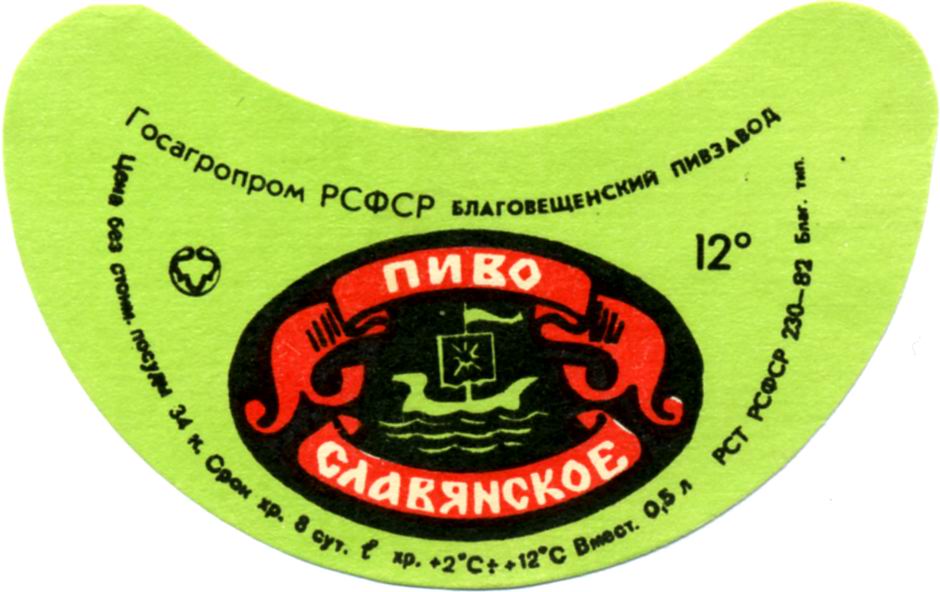 Госагропром РСФСР БЛАГОВЕЩЕНСКИЙ ПИВЗАВОД
12°
ПИВО
СЛАВЯНСКОЕ
Цена без стоим. посуды 34 к. Срок хр. 8 сут. t хр. +2°С÷+12°С Вмест. 0,5 л
РСТ РСФСР 230-82 Благ. тип.